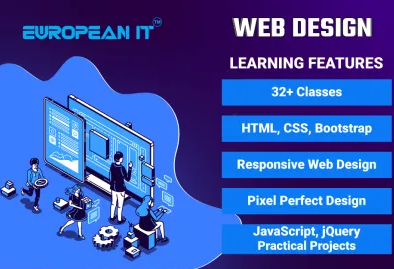 EUROPEAN IT™
WEB DESIGN
LEARNING FEATURES
32+ Classes
HTML, CSS, Bootstrap
Responsive Web Design
Pixel Perfect Design
JavaScript, jQuery
Practical Projects